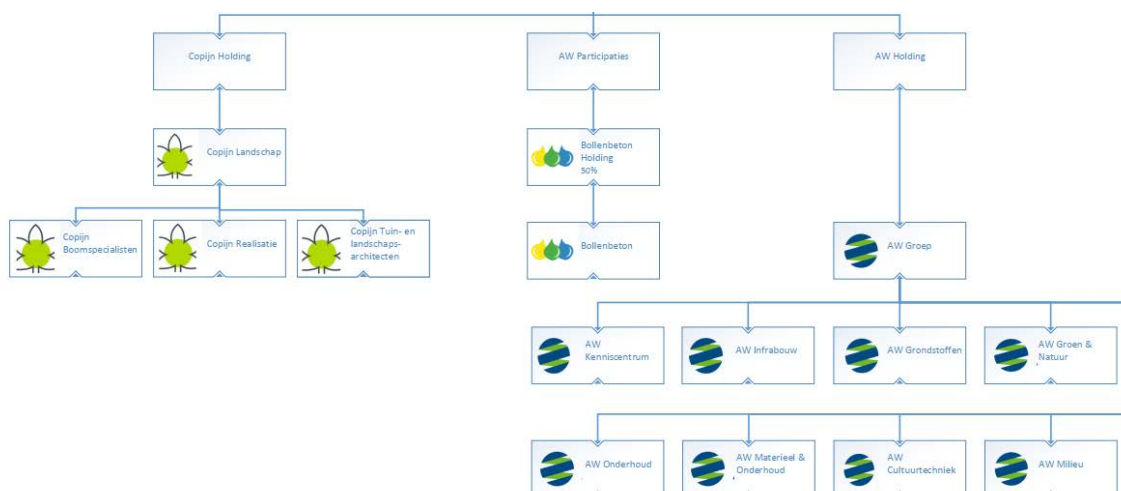 Copijn Holding
AW Participaties
AW Holding
Copijn Landschap
Bollenbeton
Holding
50%
Copijn
Boomspecialisten
Copijn Realisatie
Copijn Tuin- en
landschaps-
architecten
Bollenbeton
AW Groep
AW
Kenniscentrum
AW Infrabouw
AW Grondstoffen
AW Groen &
Natuur
AW Onderhoud
AW Materieel &
Onderhoud
AW
Cultuurtechniek
AW Milieu